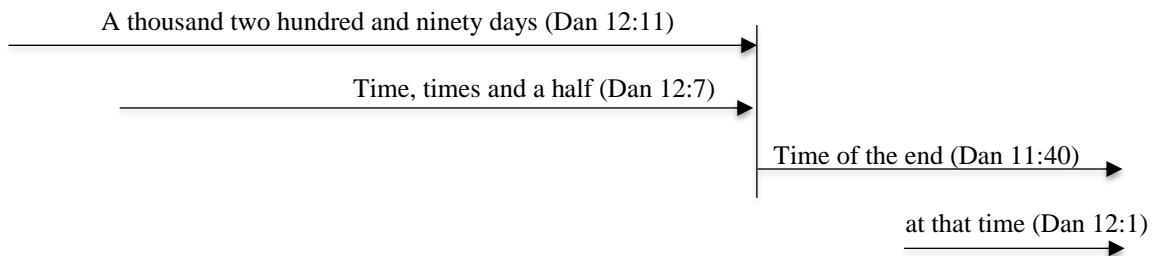 A thousand two hundred and ninety days (Dan 12:11)
Time, times and a half (Dan 12:7)
Time of the end (Dan 11:40)
at that time (Dan 12:1)